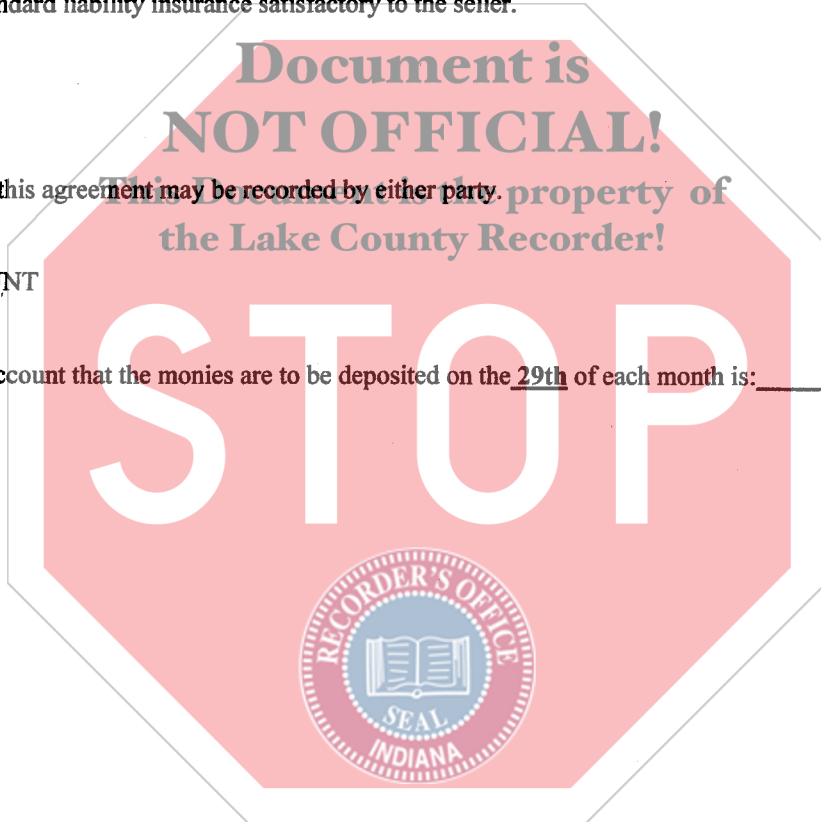 ndard liability insurance satisfactory to the seller.
Document is
NOT OFFICIAL!
this agreement may be recorded by either party.
This Document is the property of
the Lake County Recorder!
NT
ccount that the monies are to be deposited on the 29th of each month is:
STOP
RECORDER'S OFFICE
SEAL
INDIANA